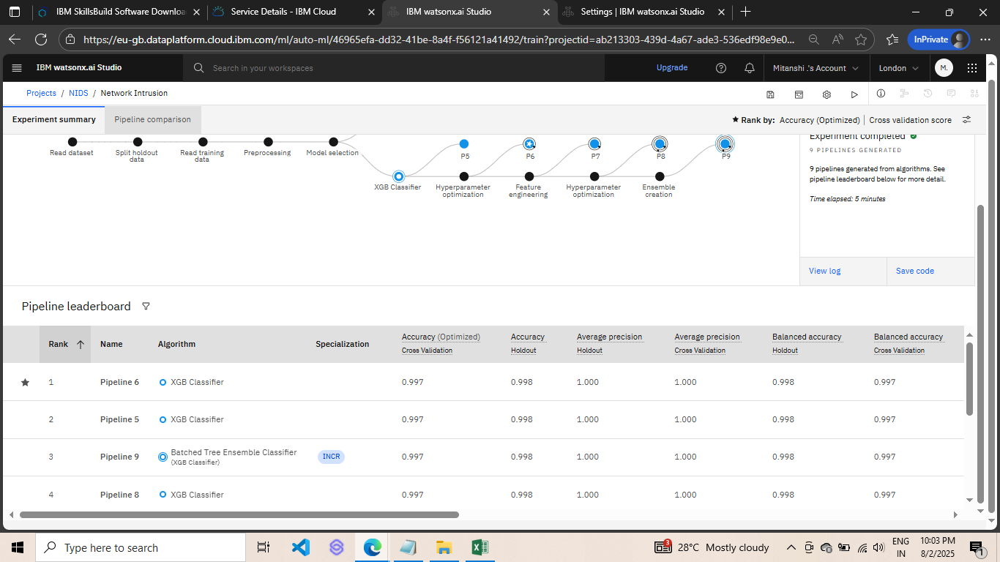 IBM SkillsBuild Software Downloa
Service Details - IBM Cloud
IBM watsonx.ai Studio
Settings | IBM watsonx.ai Studio
https://eu-gb.dataplatform.cloud.ibm.com/ml/auto-ml/46965efa-dd32-41be-8a4f-f56121a41492/train?projectid=ab213303-439d-4a67-ade3-536edf98e9e0...
InPrivate
IBM watsonx.ai Studio
Search in your workspaces
Upgrade
Mitanshi .'s Account
London
M.
Projects / NIDS / Network Intrusion
Experiment summary
Pipeline comparison
Rank by: Accuracy (Optimized) | Cross validation score
Read dataset
Split holdout
data
Read training
data
Preprocessing
Model selection
P5
P6
P7
P8
P9
XGB Classifier
Hyperparameter
optimization
Feature
engineering
Hyperparameter
optimization
Ensemble
creation
Experiment completed
9 PIPELINES GENERATED
9 pipelines generated from algorithms. See
pipeline leaderboard below for more detail.
Time elapsed: 5 minutes
View log
Save code
Pipeline leaderboard
Rank Name Algorithm Specialization Accuracy (Optimized) Cross Validation Accuracy Holdout Average precision Holdout Average precision Cross Validation Balanced accuracy Holdout Balanced accuracy Cross Validation
1 Pipeline 6 XGB Classifier 0.997 0.998 1.000 1.000 0.998 0.997
2 Pipeline 5 XGB Classifier 0.997 0.998 1.000 1.000 0.998 0.997
3 Pipeline 9 Batched Tree Ensemble Classifier (XGB Classifier) INCR 0.997 0.998 1.000 1.000 0.998 0.997
4 Pipeline 8 XGB Classifier 0.997 0.998 1.000 1.000 0.998 0.997
Type here to search
3
28°C Mostly cloudy
ENG
IN
10:03 PM
8/2/2025
1